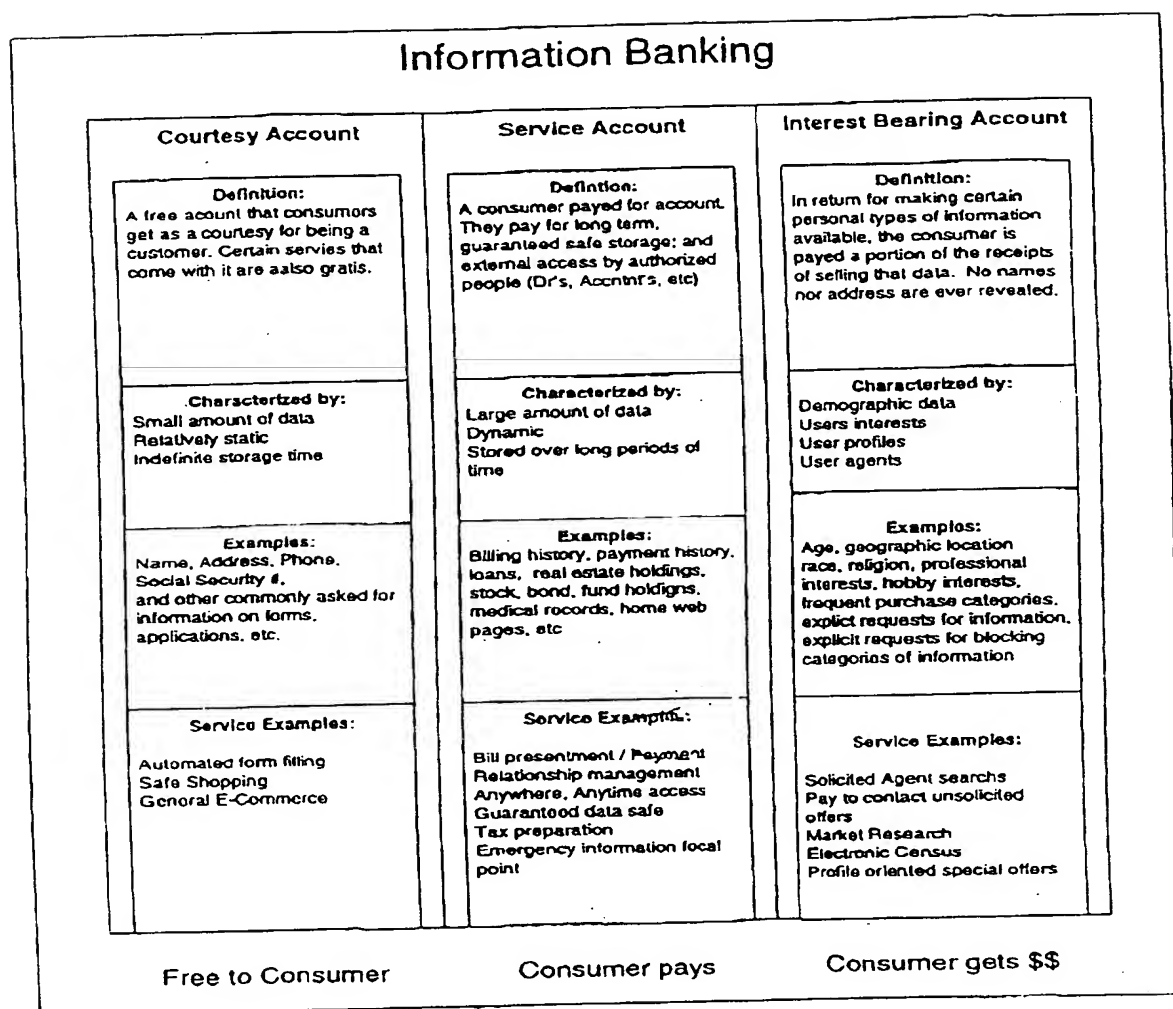 Information Banking
Courtesy Account
Definition:
A free acount that consumors
get as a courtesy for being a
customer. Certain servies that
come with it are aalso gratis.
Characterized by:
Small amount of data
Relatively static
Indefinite storage time
Examples:
Name, Address, Phone,
Social Security #,
and other commonly asked for
information on forms,
applications, etc.
Service Examples:
Automated form filling
Safe Shopping
General E-Commerce
Free to Consumer
Service Account
Defintion:
A consumer payed for account.
They pay for long term,
guaranteed safe storage; and
external access by authorized
people (Dr's, Accntnt's, etc)
Characterized by:
Large amount of data
Dynamic
Stored over long periods of
time
Examples:
Billing history, payment history,
loans, real estate holdings,
stock, bond, fund holdigns,
medical records, home web
pages, etc
Service Examples:
Bill presentment / Payment
Relationship management
Anywhere, Anytime access
Guaranteed data safe
Tax preparation
Emergency information focal
point
Consumer pays
Interest Bearing Account
Definition:
In return for making certain
personal types of information
available, the consumer is
payed a portion of the receipts
of selling that data. No names
nor address are ever revealed.
Characterized by:
Demographic data
Users interests
User profiles
User agents
Examples:
Age, geographic location
race, religion, professional
interests, hobby interests,
frequent purchase categories,
explict requests for information,
explicit requests for blocking
categories of information
Service Examples:
Solicited Agent searchs
Pay to contact unsolicited
offers
Market Research
Electronic Census
Profile oriented special offers
Consumer gets $$